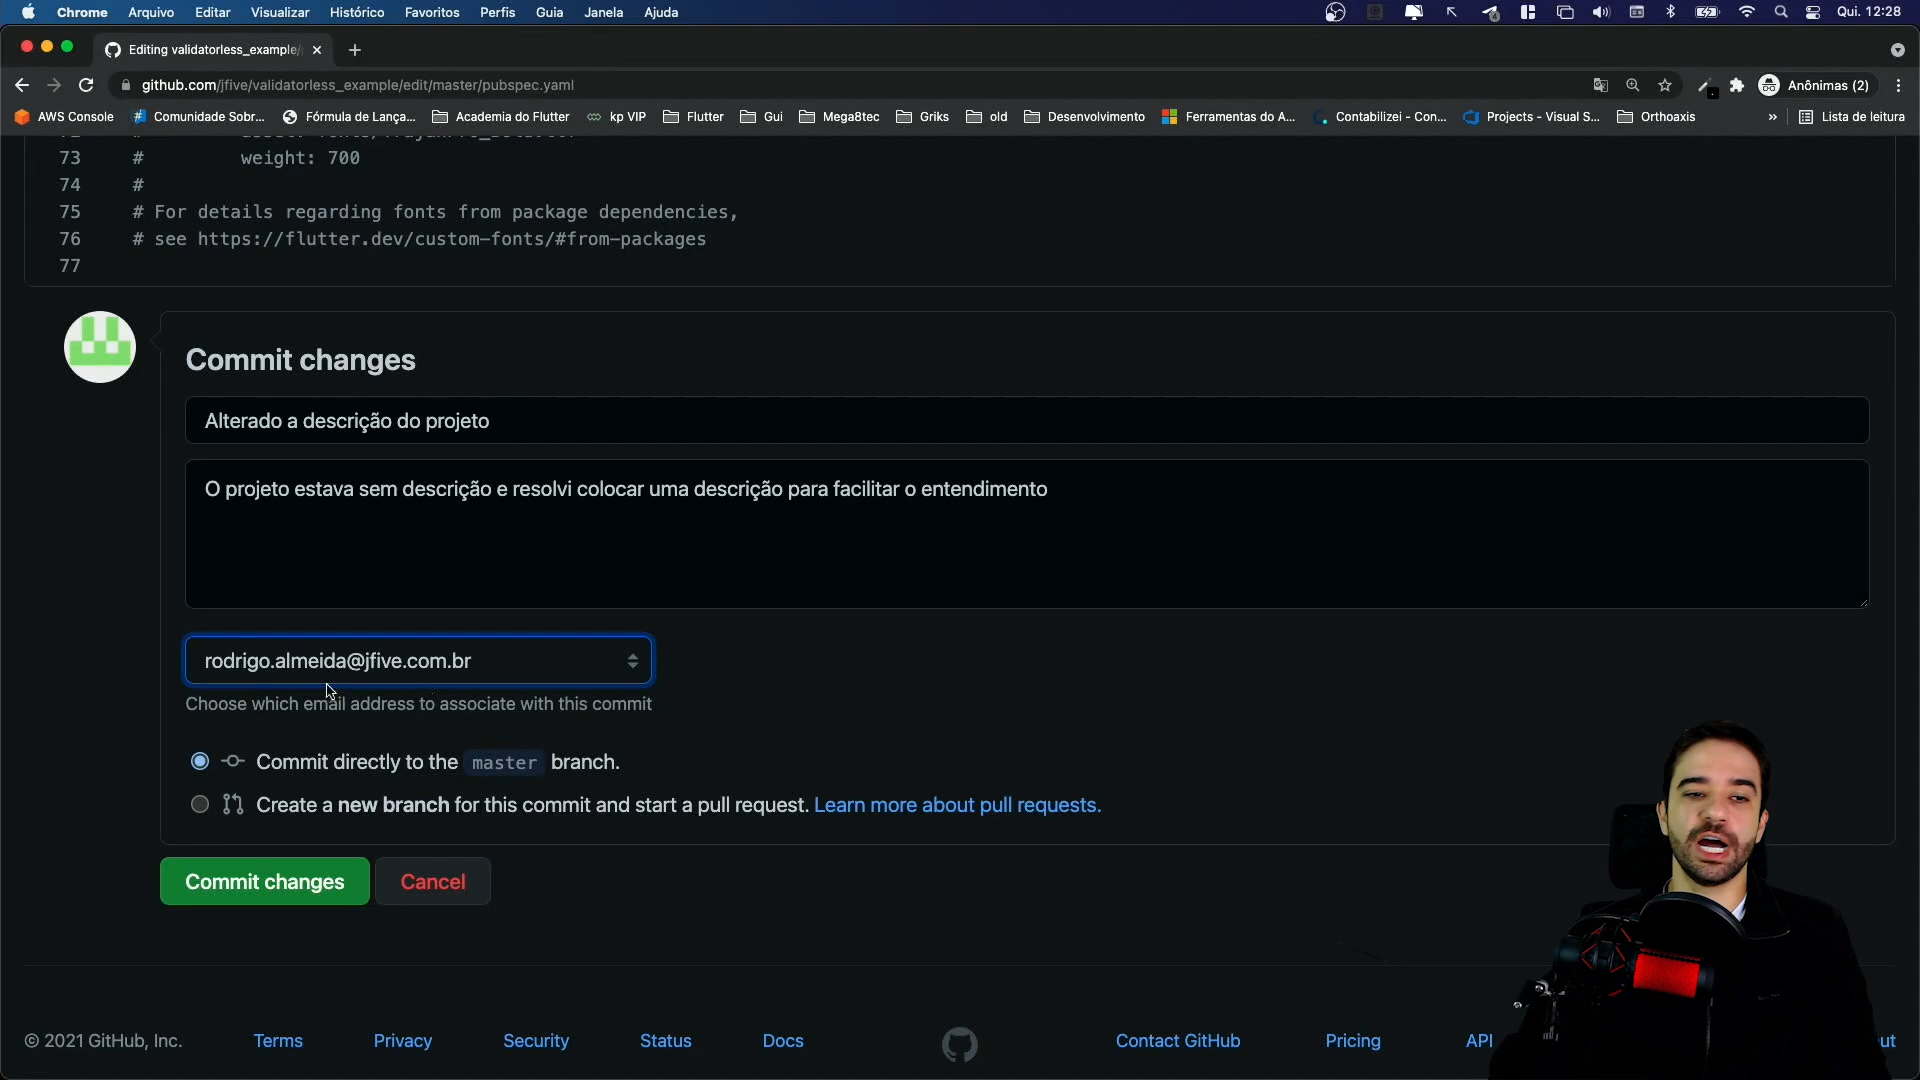 Chrome Arquivo Editar Visualizar Histórico Favoritos Perfis Guia Janela Ajuda
Qui. 12:28
Editing validatorless_example/
github.com/jfive/validatorless_example/edit/master/pubspec.yaml
Anônimas (2)
AWS Console Comunidade Sobr... Fórmula de Lança... Academia do Flutter kp VIP Flutter Gui Mega8tec Griks old Desenvolvimento Ferramentas do A... Contabilizei - Con... Projects - Visual S... Orthoaxis » Lista de leitura
73 # weight: 700
74 #
75 # For details regarding fonts from package dependencies,
76 # see https://flutter.dev/custom-fonts/#from-packages
77
Commit changes
Alterado a descrição do projeto
O projeto estava sem descrição e resolvi colocar uma descrição para facilitar o entendimento
rodrigo.almeida@jfive.com.br
Choose which email address to associate with this commit
Commit directly to the master branch.
Create a new branch for this commit and start a pull request. Learn more about pull requests.
Commit changes Cancel
© 2021 GitHub, Inc. Terms Privacy Security Status Docs Contact GitHub Pricing API